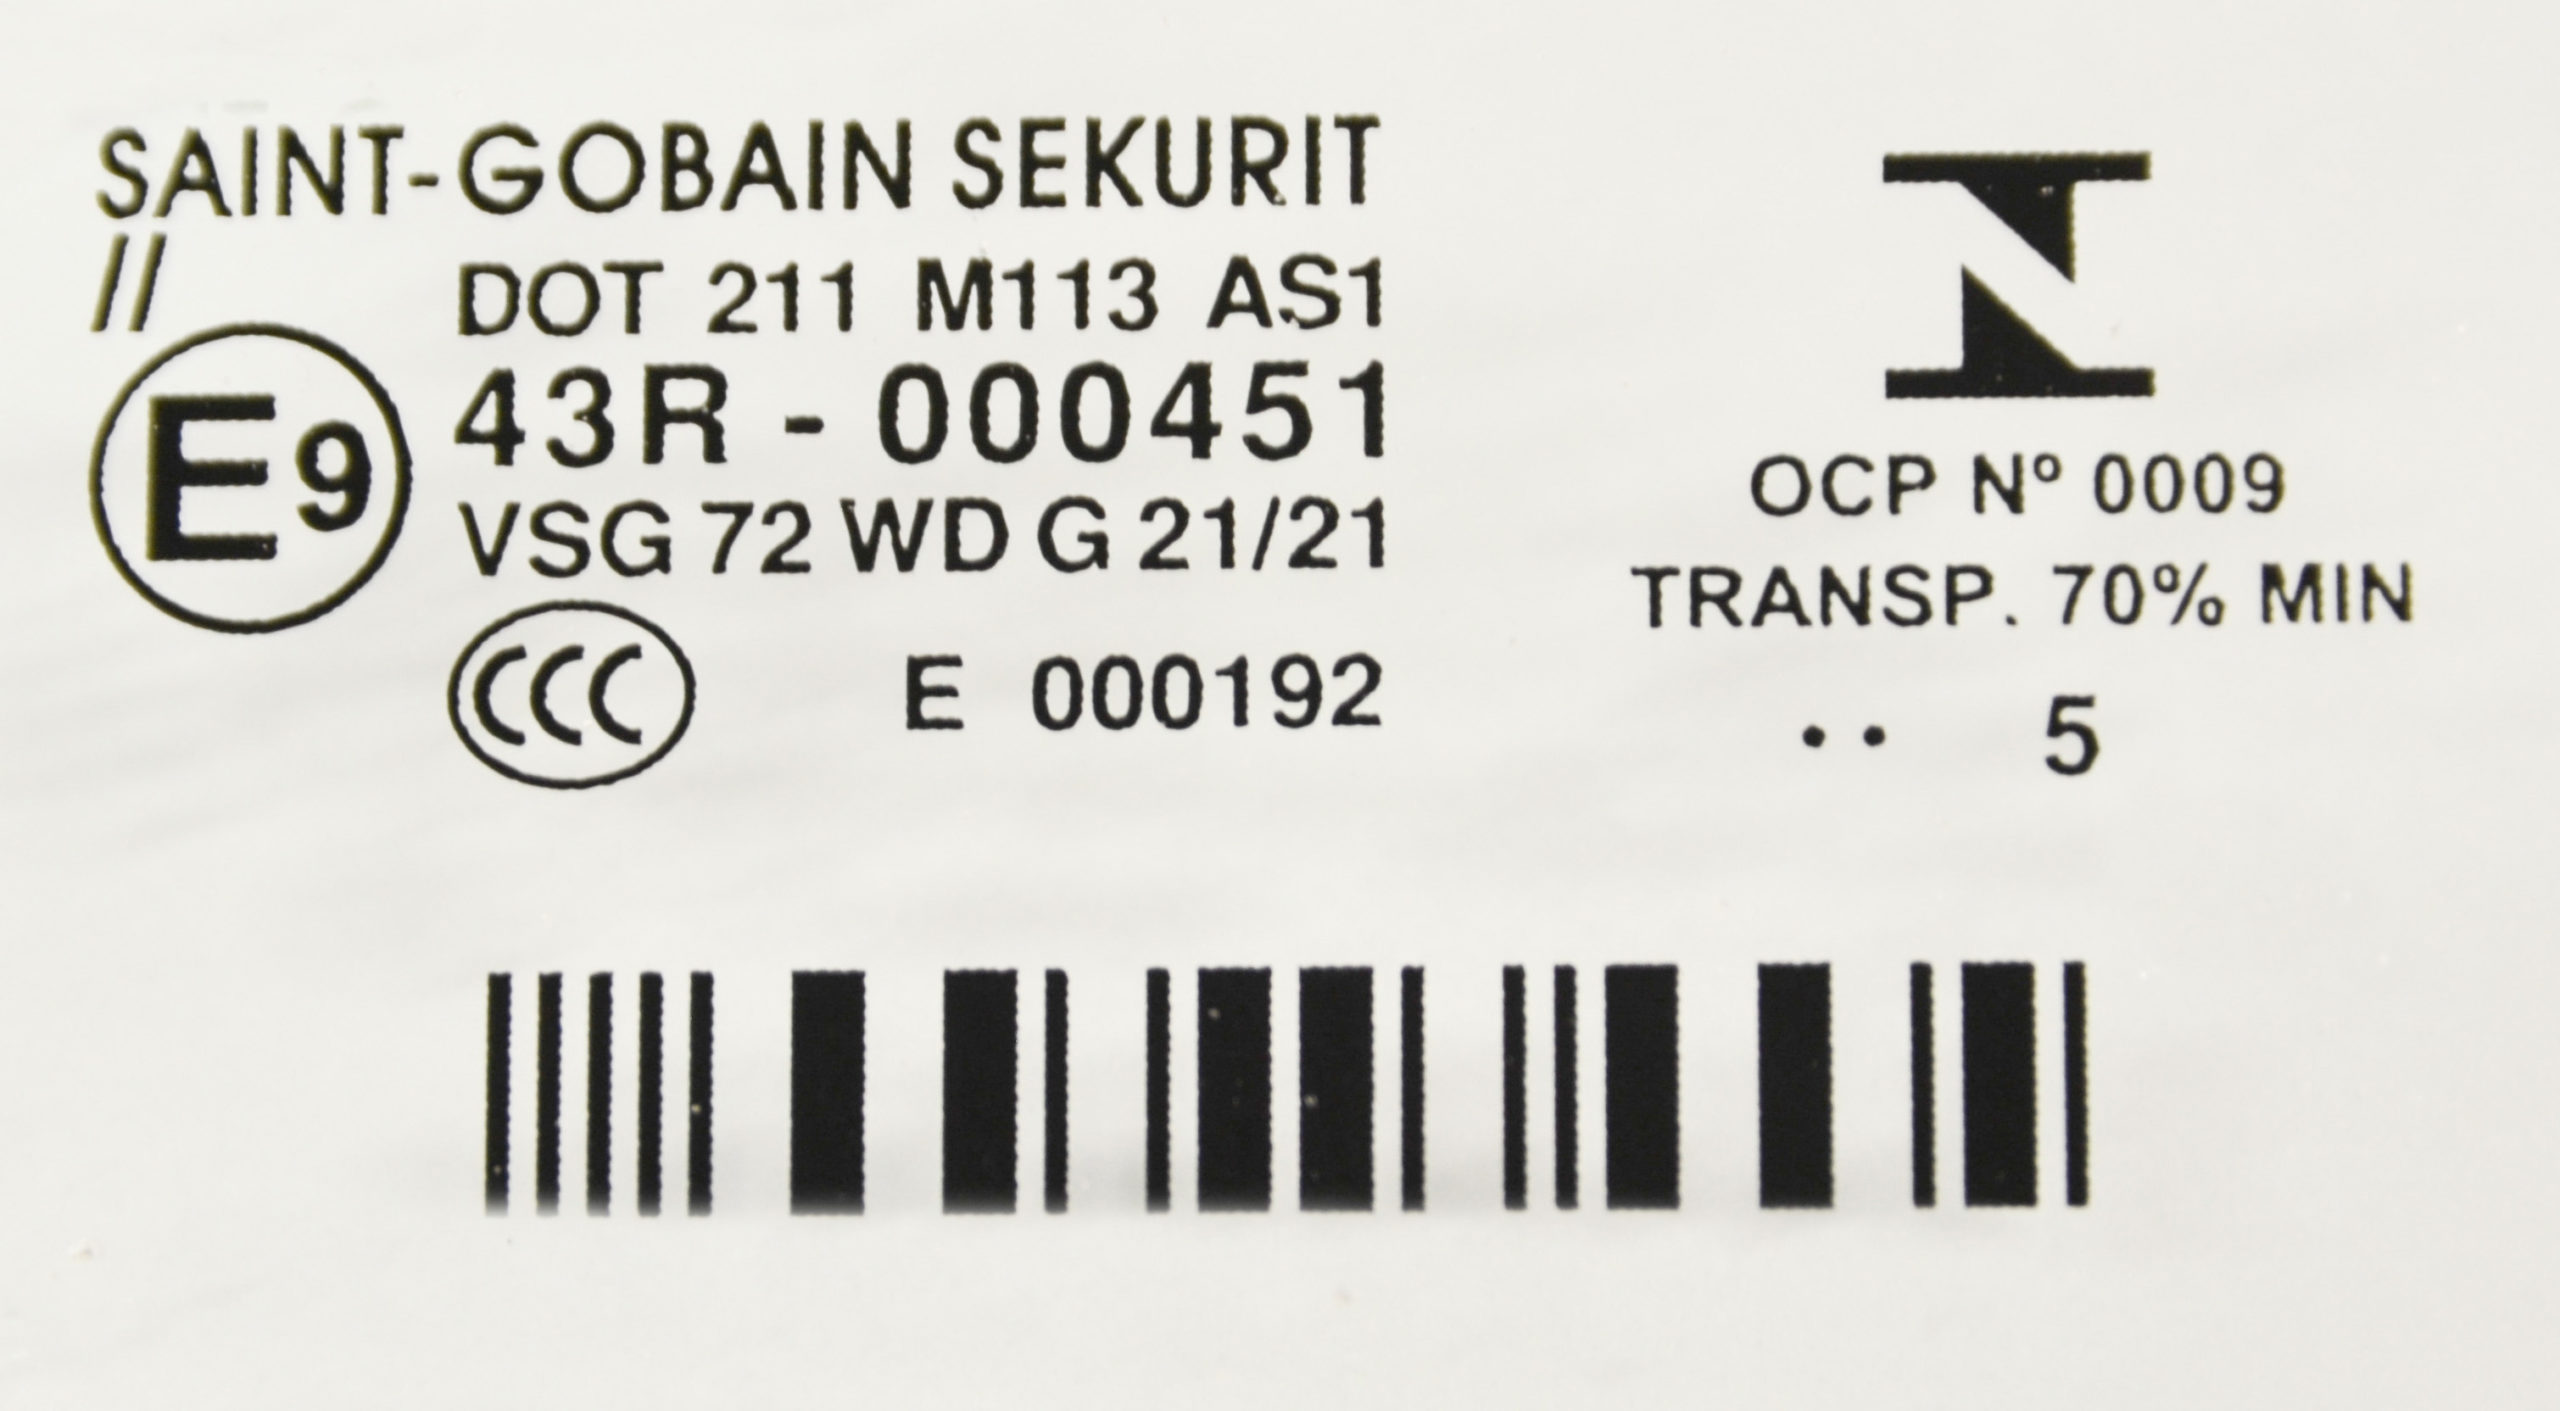 SAINT-GOBAIN SEKURIT
//
DOT 211 M113 AS1
E9
43R - 000451
VSG 72 WD G 21/21
CCC E 000192
N
OCP Nº 0009
TRANSP. 70% MIN
.. 5